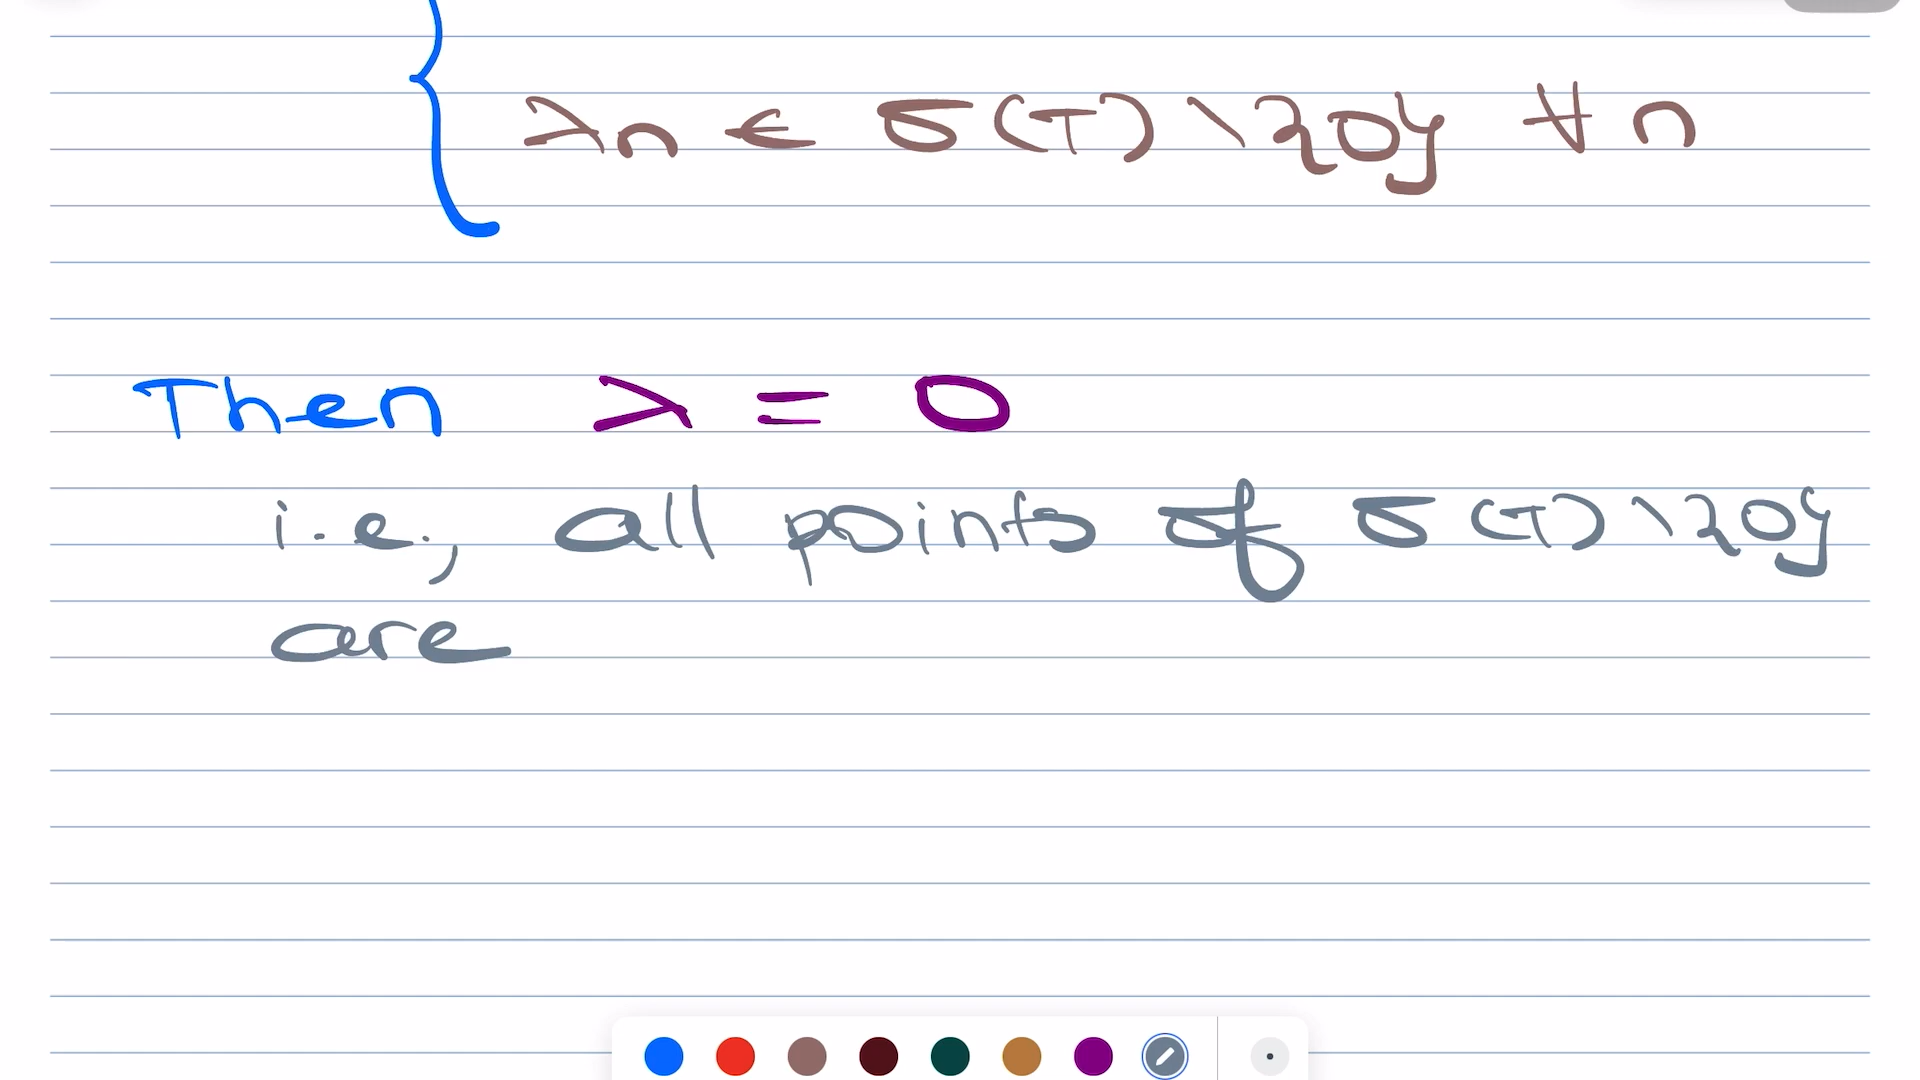 λn ∈ σ(T) \ {0} ∀ n
Then λ = 0
i.e., all points of σ(T) \ {0}
are